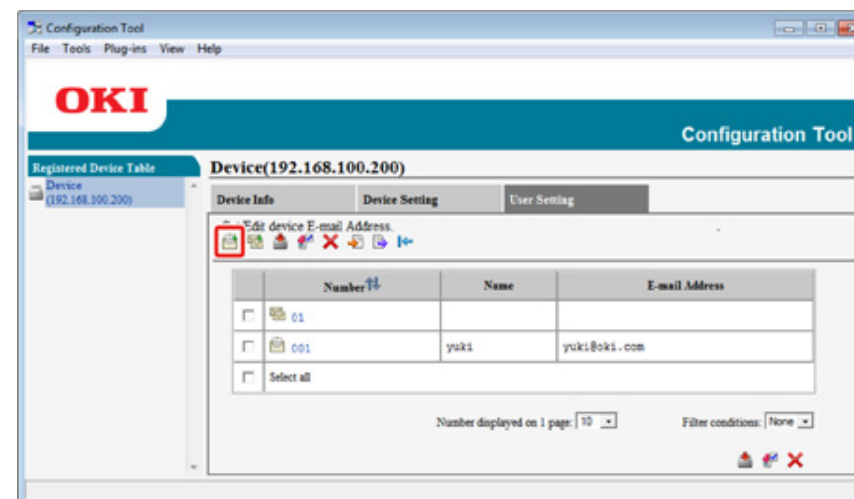 Configuration Tool
File Tools Plug-ins View Help
OKI
Configuration Tool
Registered Device Table
Device
(192.168.100.200)
Device(192.168.100.200)
Device Info Device Setting User Setting
Edit device E-mail Address.
Number Name E-mail Address
01
001 yuki yuki@oki.com
Select all
Number displayed on 1 page: 10 Filter conditions: None